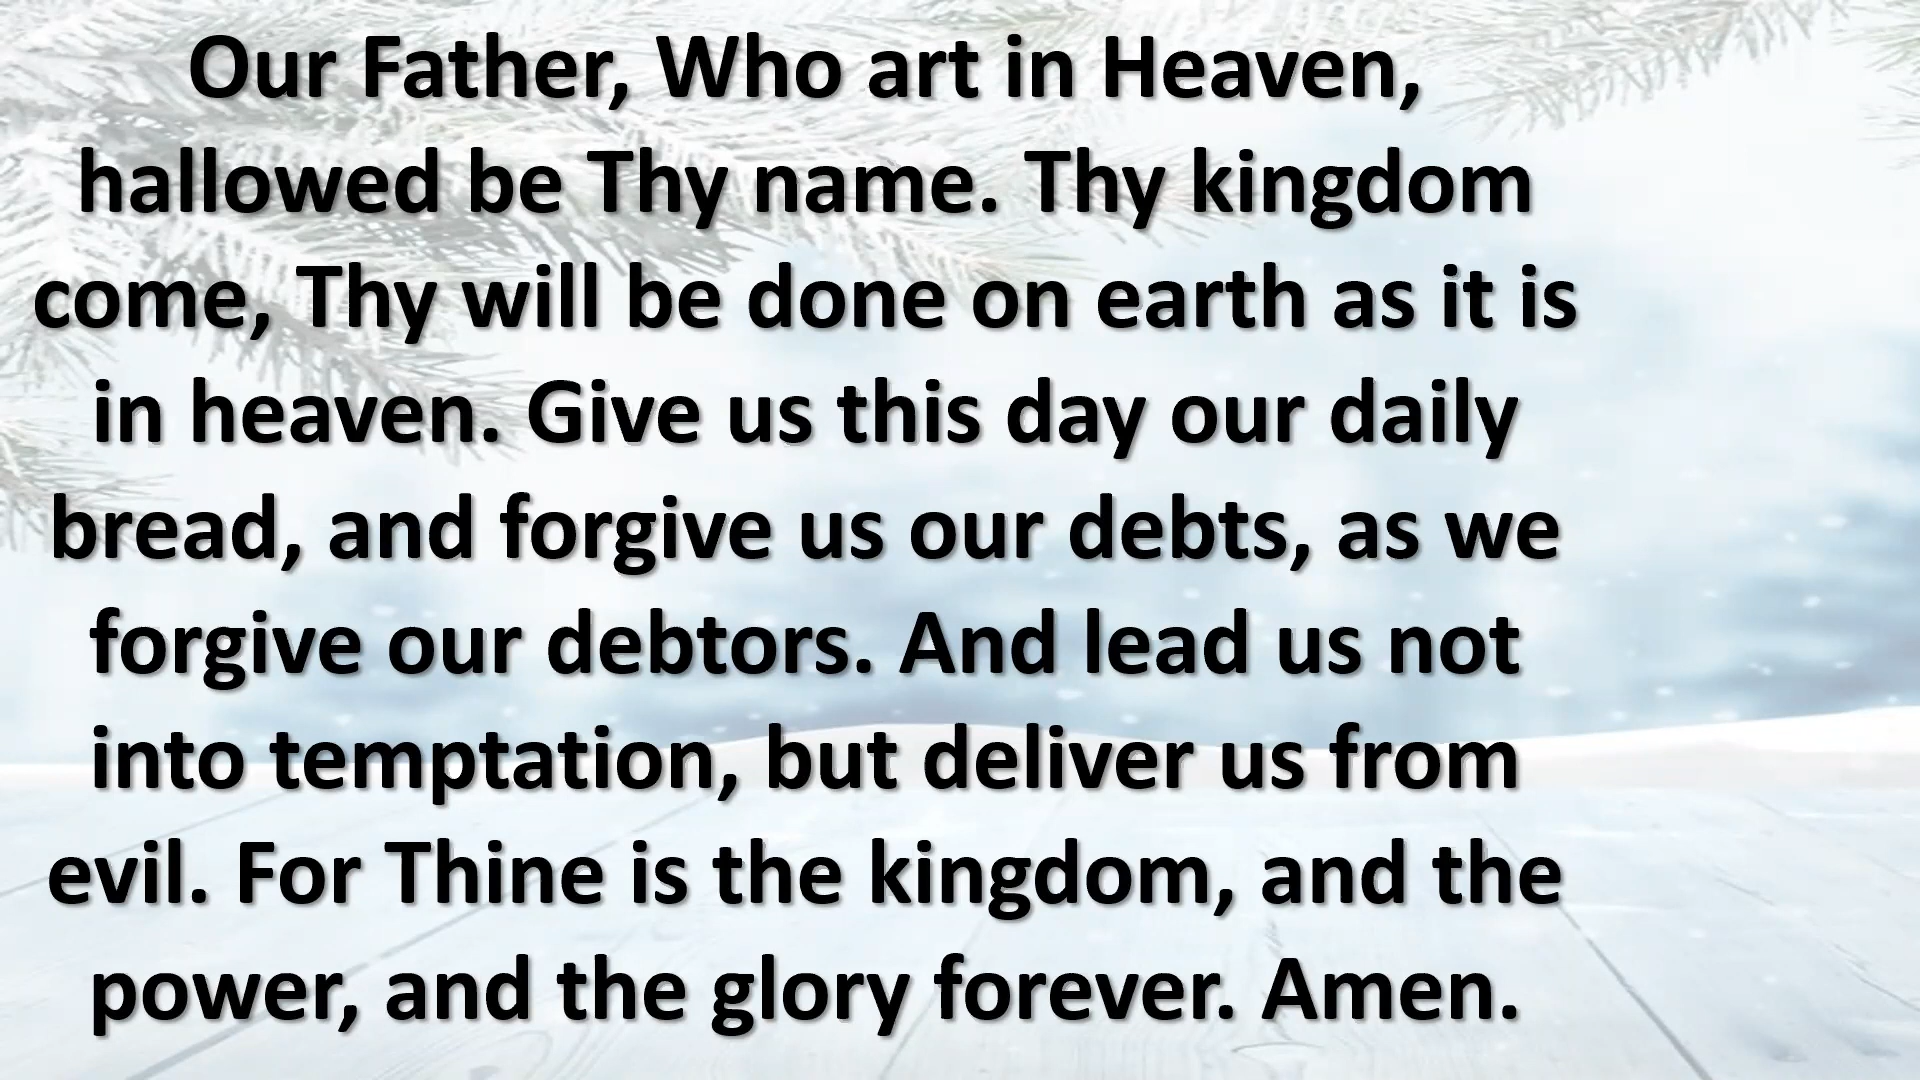 Our Father, Who art in Heaven,
hallowed be Thy name. Thy kingdom
come, Thy will be done on earth as it is
in heaven. Give us this day our daily
bread, and forgive us our debts, as we
forgive our debtors. And lead us not
into temptation, but deliver us from
evil. For Thine is the kingdom, and the
power, and the glory forever. Amen.